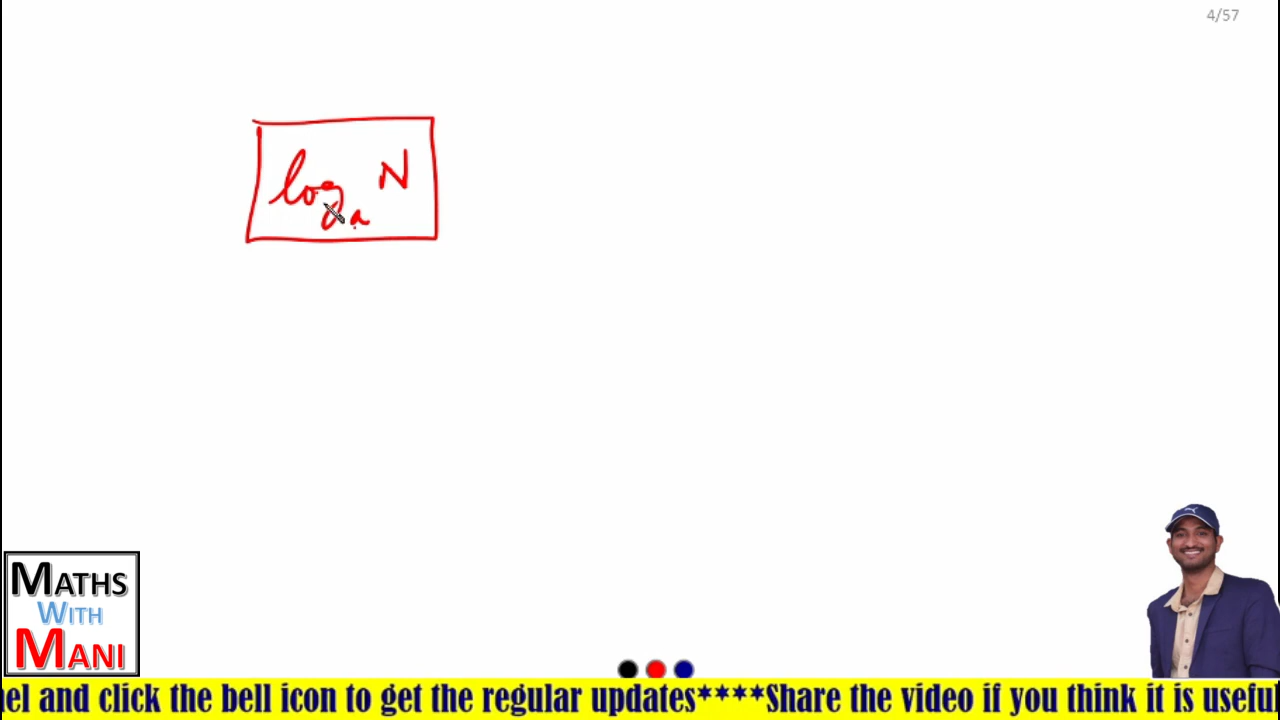 4/57
logₐ N
MATHS
WITH
MANI
el and click the bell icon to get the regular updates****Share the video if you think it is useful